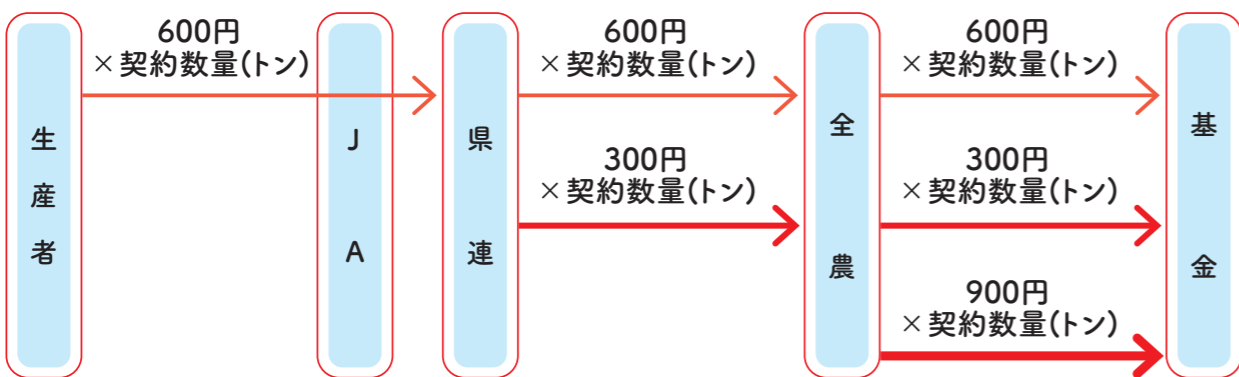 600円
×契約数量(トン)
600円
×契約数量(トン)
600円
×契約数量(トン)
生産者
JA
県連
全農
基金
300円
×契約数量(トン)
300円
×契約数量(トン)
900円
×契約数量(トン)